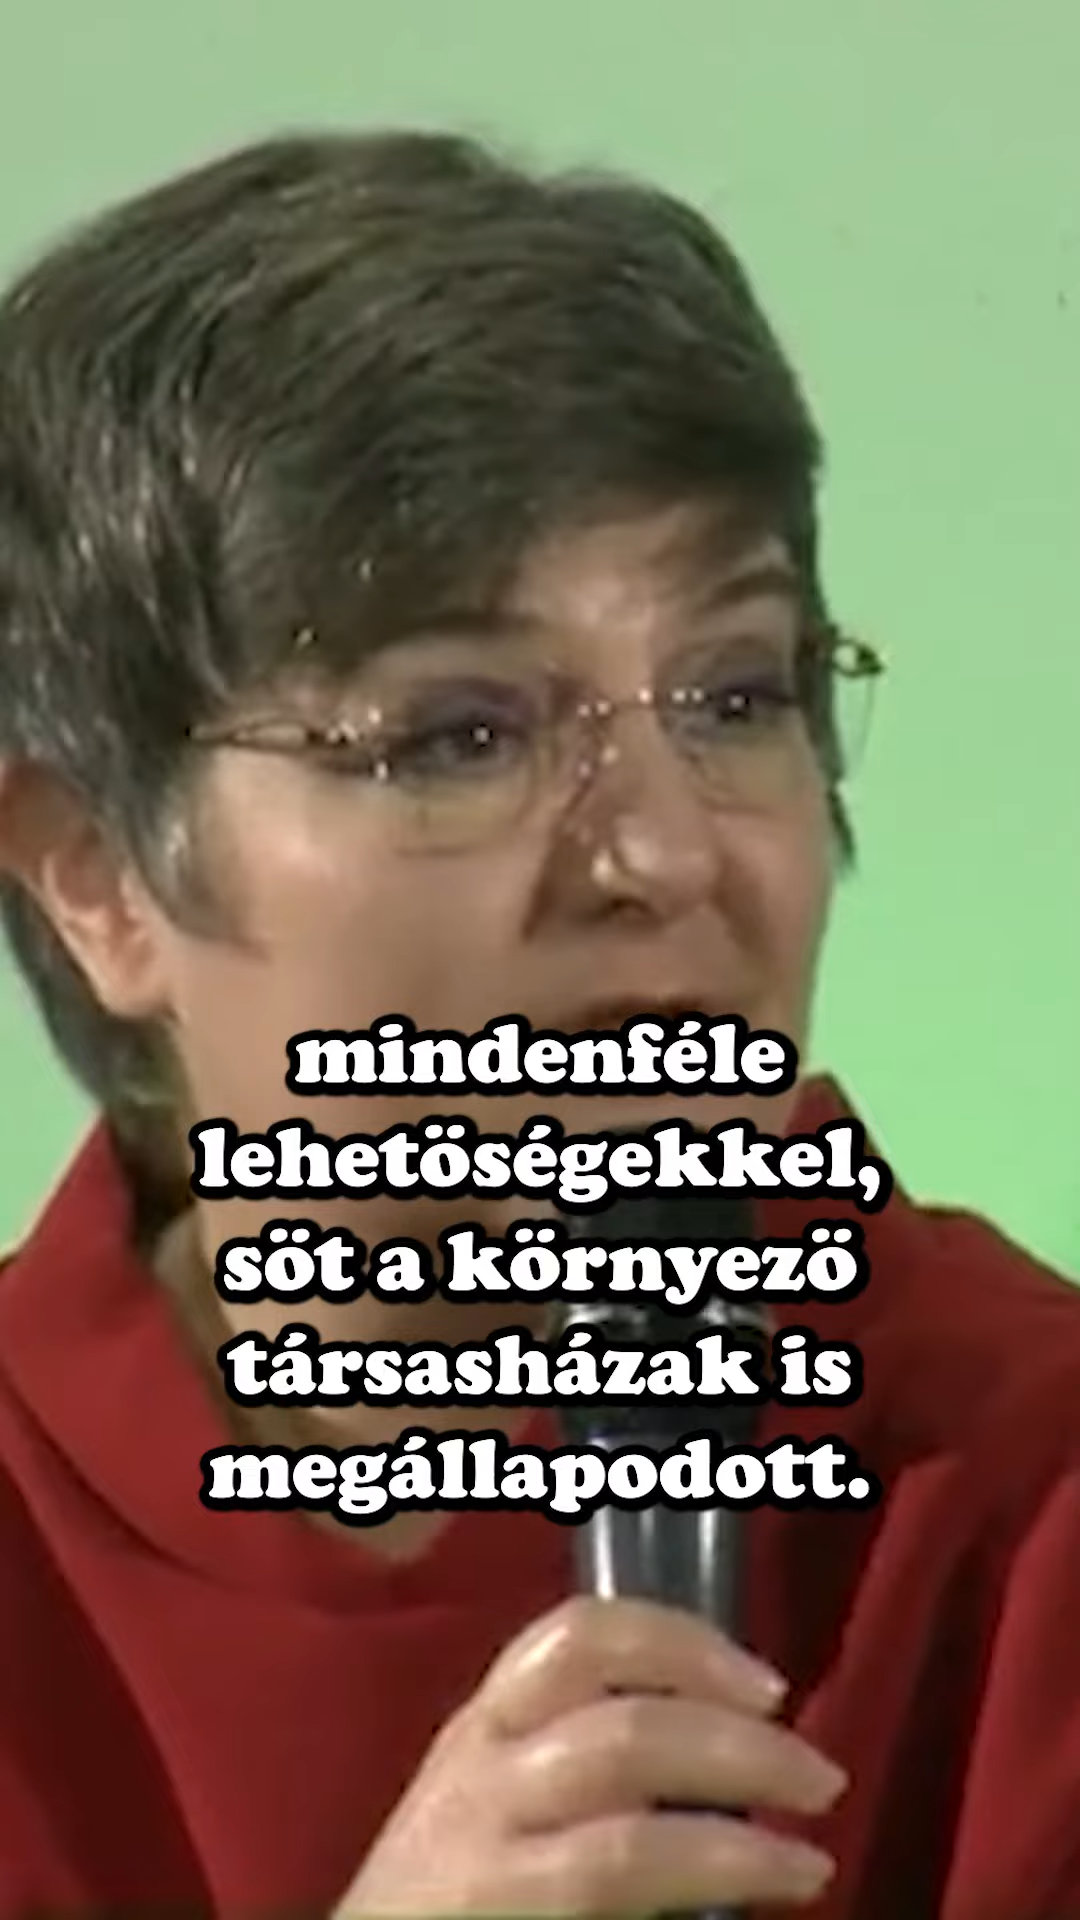 mindenféle
lehetöségekkel,
söt a környezö
társasházak is
megállapodott.